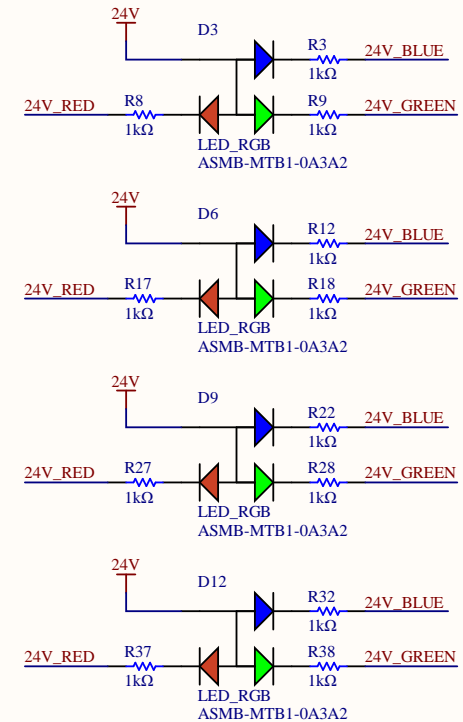 24V
D3
R3
24V_BLUE
1kΩ
24V_RED
R8
R9
24V_GREEN
1kΩ
1kΩ
LED_RGB
ASMB-MTB1-0A3A2
24V
D6
R12
24V_BLUE
1kΩ
24V_RED
R17
R18
24V_GREEN
1kΩ
1kΩ
LED_RGB
ASMB-MTB1-0A3A2
24V
D9
R22
24V_BLUE
1kΩ
24V_RED
R27
R28
24V_GREEN
1kΩ
1kΩ
LED_RGB
ASMB-MTB1-0A3A2
24V
D12
R32
24V_BLUE
1kΩ
24V_RED
R37
R38
24V_GREEN
1kΩ
1kΩ
LED_RGB
ASMB-MTB1-0A3A2